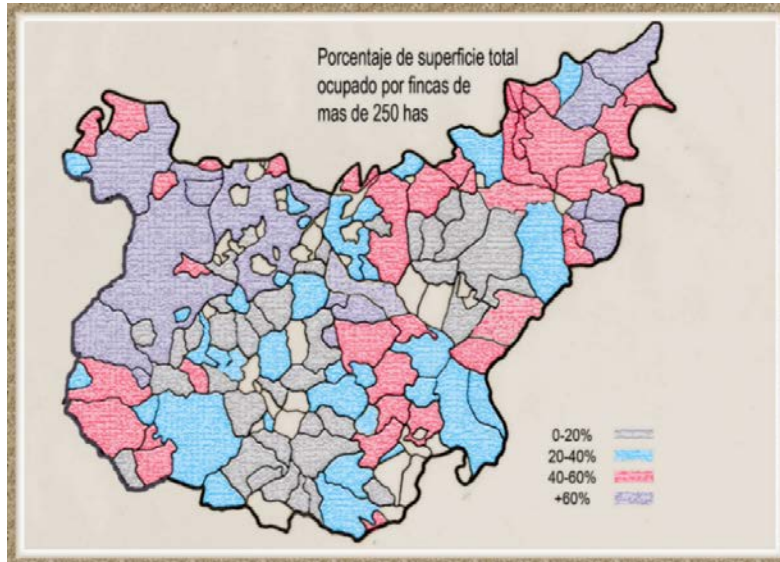 Porcentaje de superficie total
ocupado por fincas de
mas de 250 has
0-20%
20-40%
40-60%
+60%